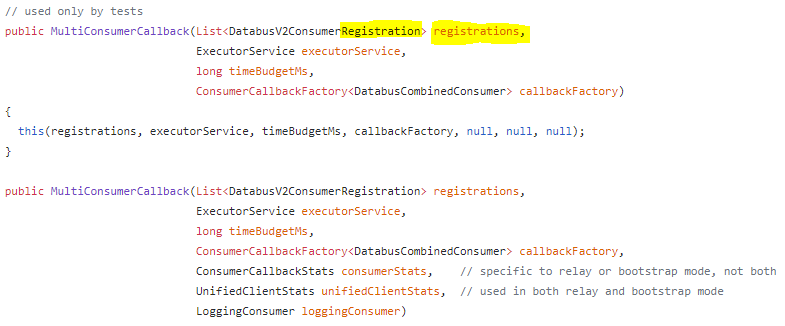 // used only by tests
public MultiConsumerCallback(List<DatabusV2ConsumerRegistration> registrations,
ExecutorService executorService,
long timeBudgetMs,
ConsumerCallbackFactory<DatabusCombinedConsumer> callbackFactory)
{
this(registrations, executorService, timeBudgetMs, callbackFactory, null, null, null);
}
public MultiConsumerCallback(List<DatabusV2ConsumerRegistration> registrations,
ExecutorService executorService,
long timeBudgetMs,
ConsumerCallbackFactory<DatabusCombinedConsumer> callbackFactory,
ConsumerCallbackStats consumerStats, // specific to relay or bootstrap mode, not both
UnifiedClientStats unifiedClientStats, // used in both relay and bootstrap mode
LoggingConsumer loggingConsumer)